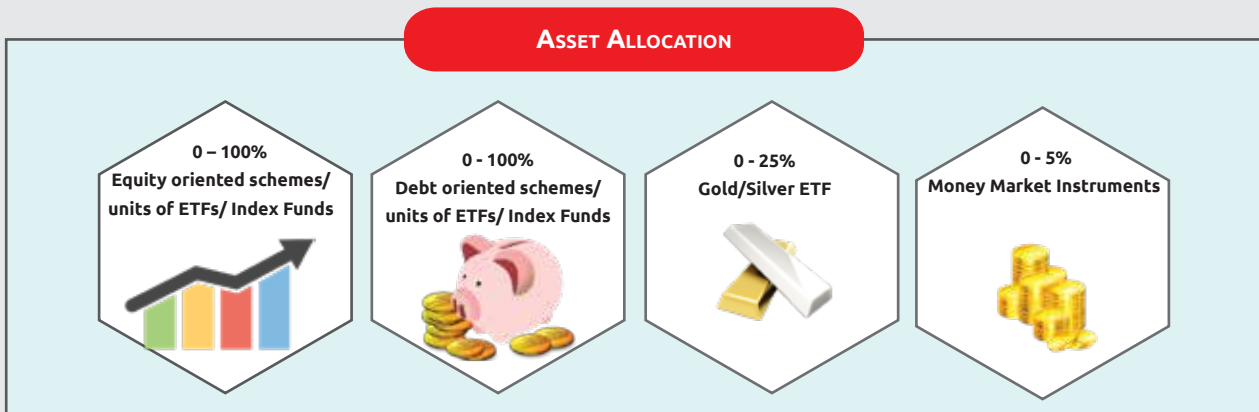 Asset Allocation
0 – 100%
Equity oriented schemes/
units of ETFs/ Index Funds
0 - 100%
Debt oriented schemes/
units of ETFs/ Index Funds
0 - 25%
Gold/Silver ETF
0 - 5%
Money Market Instruments